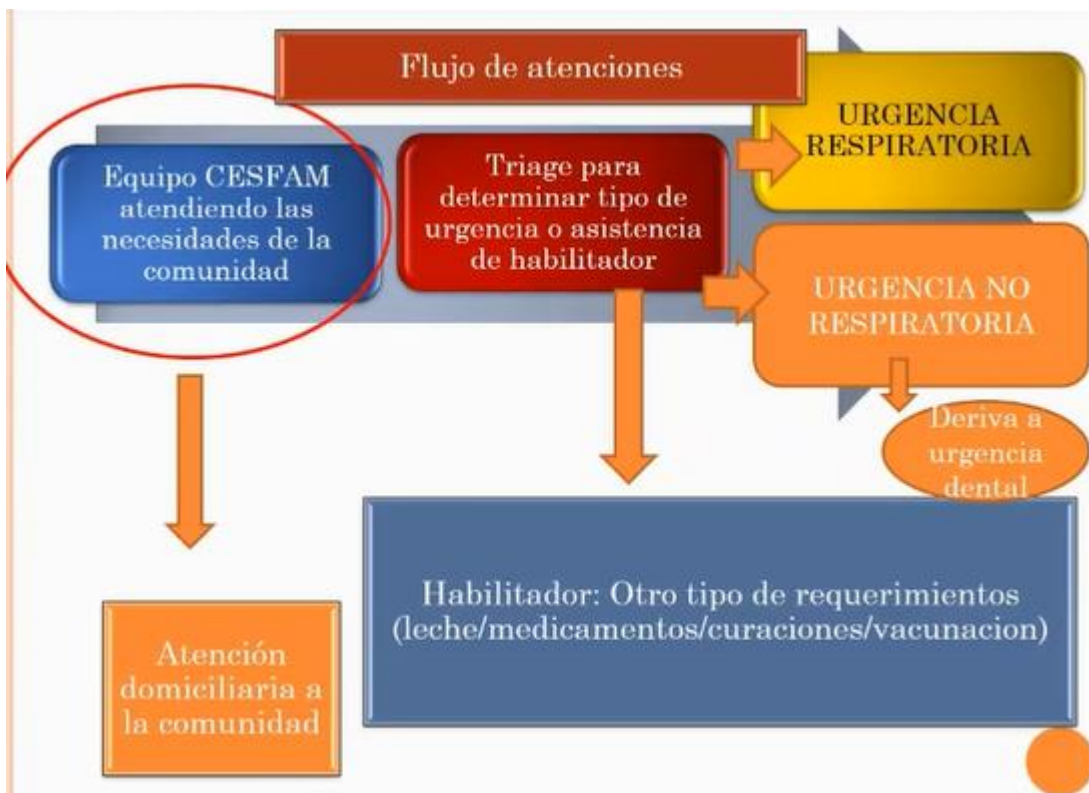 Flujo de atenciones
Equipo CESFAM
atendiendo las
necesidades de la
comunidad
Triage para
determinar tipo de
urgencia o asistencia
de habilitador
URGENCIA
RESPIRATORIA
URGENCIA NO
RESPIRATORIA
Deriva a
urgencia
dental
Habilitador: Otro tipo de requerimientos
(leche/medicamentos/curaciones/vacunacion)
Atención
domiciliaria a
la comunidad